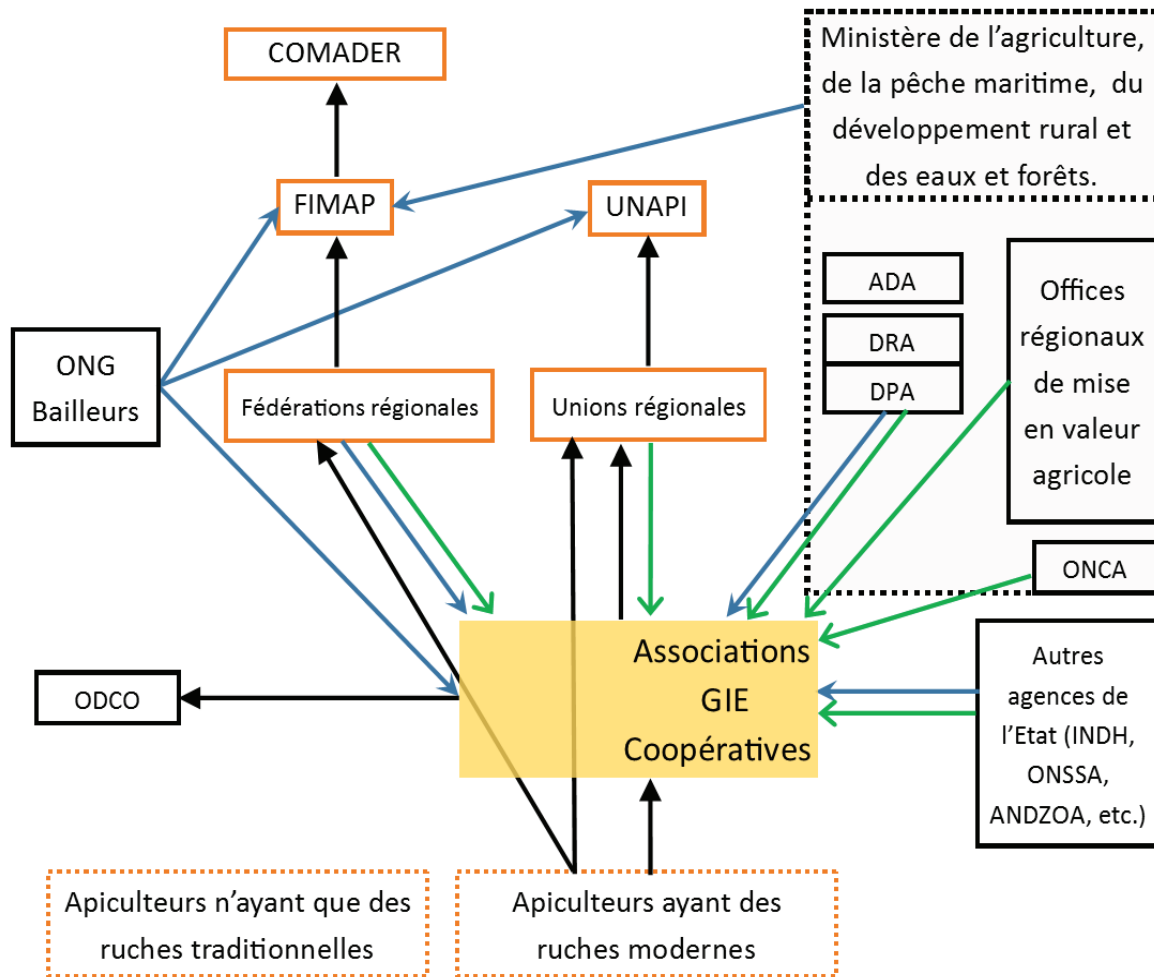 COMADER
Ministère de l'agriculture,
de la pêche maritime, du
développement rural et
des eaux et forêts.
FIMAP
UNAPI
ADA
DRA
DPA
Offices
régionaux
de mise
en valeur
agricole
ONG
Bailleurs
Fédérations régionales
Unions régionales
ONCA
Associations
GIE
Coopératives
ODCO
Autres
agences de
l'Etat (INDH,
ONSSA,
ANDZOA, etc.)
Apiculteurs n'ayant que des
ruches traditionnelles
Apiculteurs ayant des
ruches modernes